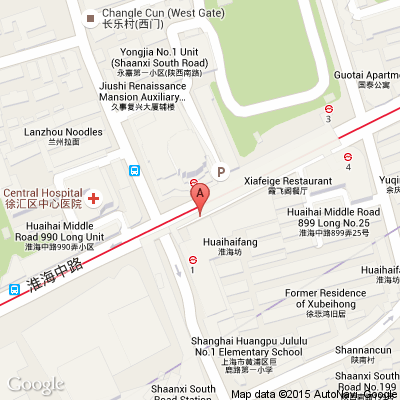 Changle Cun (West Gate)
长乐村(西门)
Yongjia No.1 Unit
(Shaanxi South Road)
永嘉第一小区(陕西南路)
Guotai Apartme
国泰公寓
Jiushi Renaissance
Mansion Auxiliary...
久事复兴大厦辅楼
3
Lanzhou Noodles
兰州拉面
P
4
Xiafeige Restaurant
霞飞阁餐厅
Yuqin
余庆
Central Hospital
徐汇区中心医院
A
Huaihai Middle Road
899 Long No.25
淮海中路899弄25号
Huaihai Middle
Road 990 Long Unit
淮海中路990弄小区
Huaihaifang
淮海坊
淮海中路
1
Huaihaifang
淮海坊
Former Residence
of Xubeihong
徐悲鸿旧居
Shanghai Huangpu Jululu
No.1 Elementary School
上海市黄浦区巨
鹿路第一小学
Shannancun
陕南村
Shaanxi South
Road Station
Shaanxi South
Road No.199
Google
Map data ©2015 AutoNavi